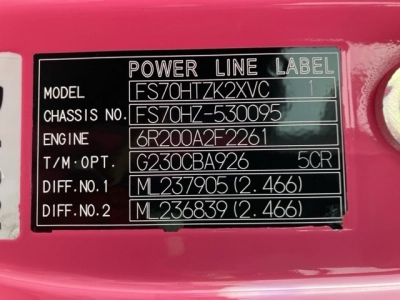 POWER LINE LABEL
MODEL FS70HTZK2XVC 1
CHASSIS NO. FS70HZ-530095
ENGINE 6R200A2F2261
T/M·OPT. G230CBA926 5CR
DIFF.NO.1 ML237905(2.466)
DIFF.NO.2 ML236839(2.466)